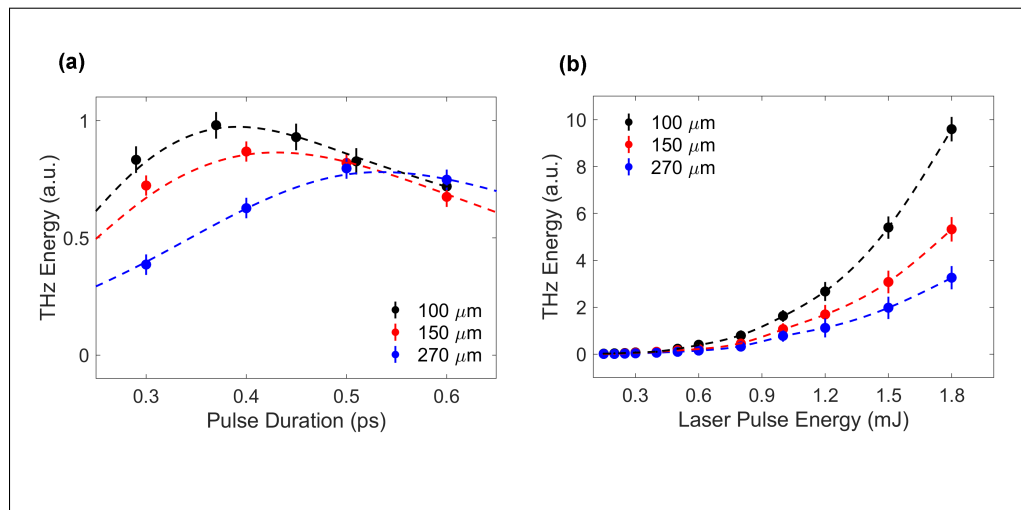 (a)
THz Energy (a.u.)
1
0.5
0
100 μm
150 μm
270 μm
0.3 0.4 0.5 0.6
Pulse Duration (ps)
(b)
THz Energy (a.u.)
10
8
6
4
2
0
100 μm
150 μm
270 μm
0.3 0.6 0.9 1.2 1.5 1.8
Laser Pulse Energy (mJ)